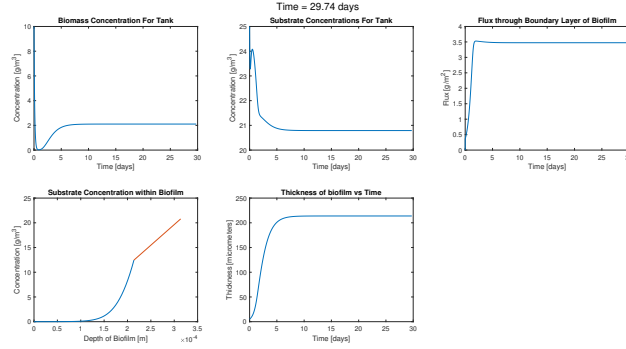 Time = 29.74 days
Biomass Concentration For Tank
Concentration [g/m³]
10
8
6
4
2
0
0 5 10 15 20 25 30
Time [days]
Substrate Concentrations For Tank
Concentration [g/m³]
25
24
23
22
21
20
0 5 10 15 20 25 30
Time [days]
Flux through Boundary Layer of Biofilm
Flux [g/m²]
4
3.5
3
2.5
2
1.5
1
0.5
0
0 5 10 15 20 25 30
Time [days]
Substrate Concentration within Biofilm
Concentration [g/m³]
25
20
15
10
5
0
0 0.5 1 1.5 2 2.5 3 3.5
Depth of Biofilm [m]
×10⁻⁴
Thickness of biofilm vs Time
Thickness [micrometers]
250
200
150
100
50
0
0 5 10 15 20 25 30
Time [days]